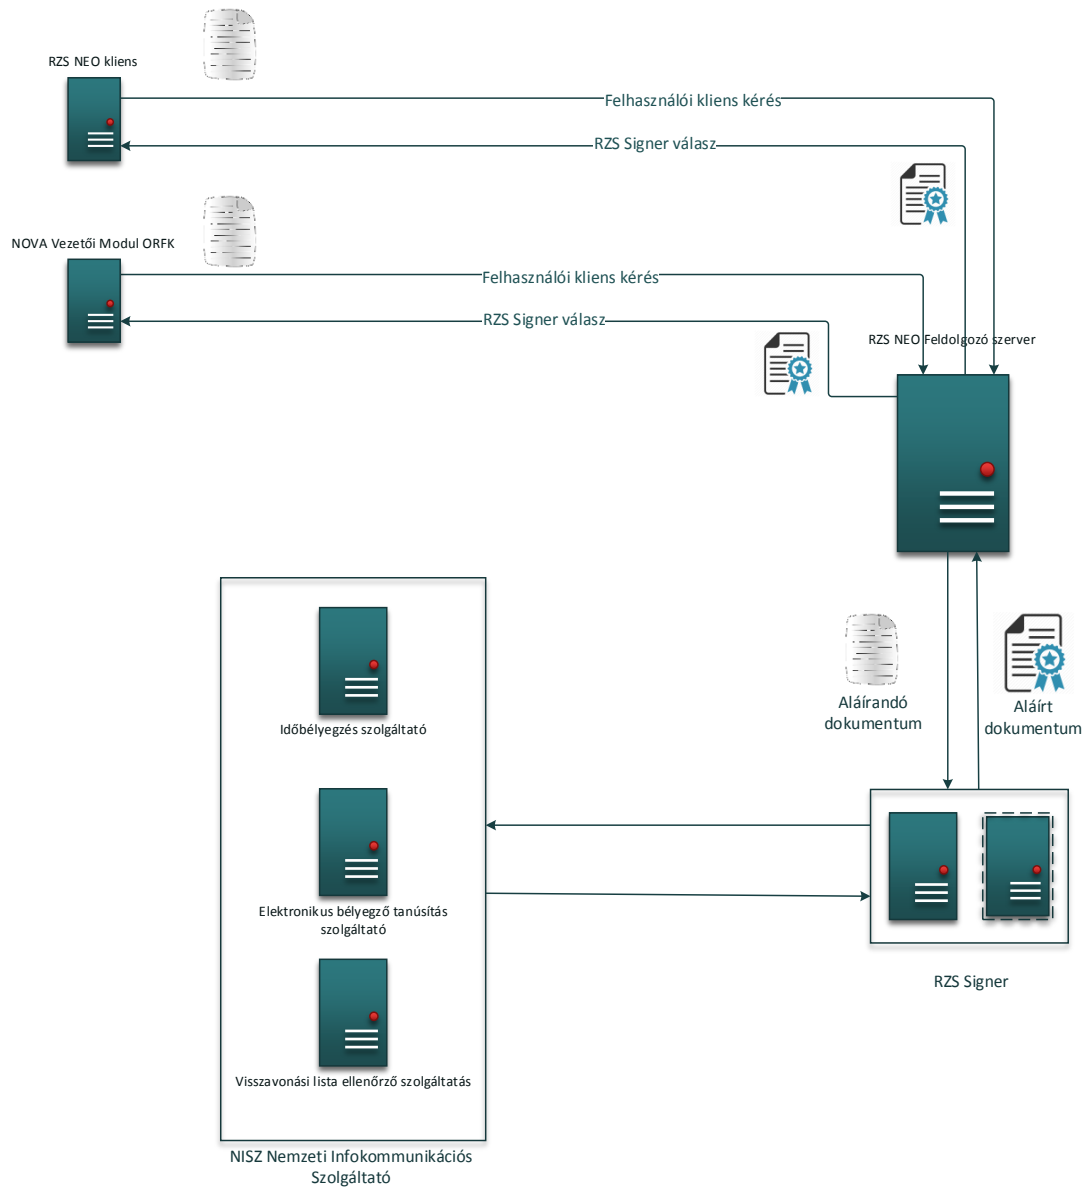 RZS NEO kliens
Felhasználói kliens kérés
RZS Signer válasz
NOVA Vezetői Modul ORFK
Felhasználói kliens kérés
RZS Signer válasz
RZS NEO Feldolgozó szerver
Aláírandó
dokumentum
Aláírt
dokumentum
Időbélyegzés szolgáltató
Elektronikus bélyegző tanúsítás
szolgáltató
RZS Signer
Visszavonási lista ellenőrző szolgáltatás
NISZ Nemzeti Infokommunikációs
Szolgáltató